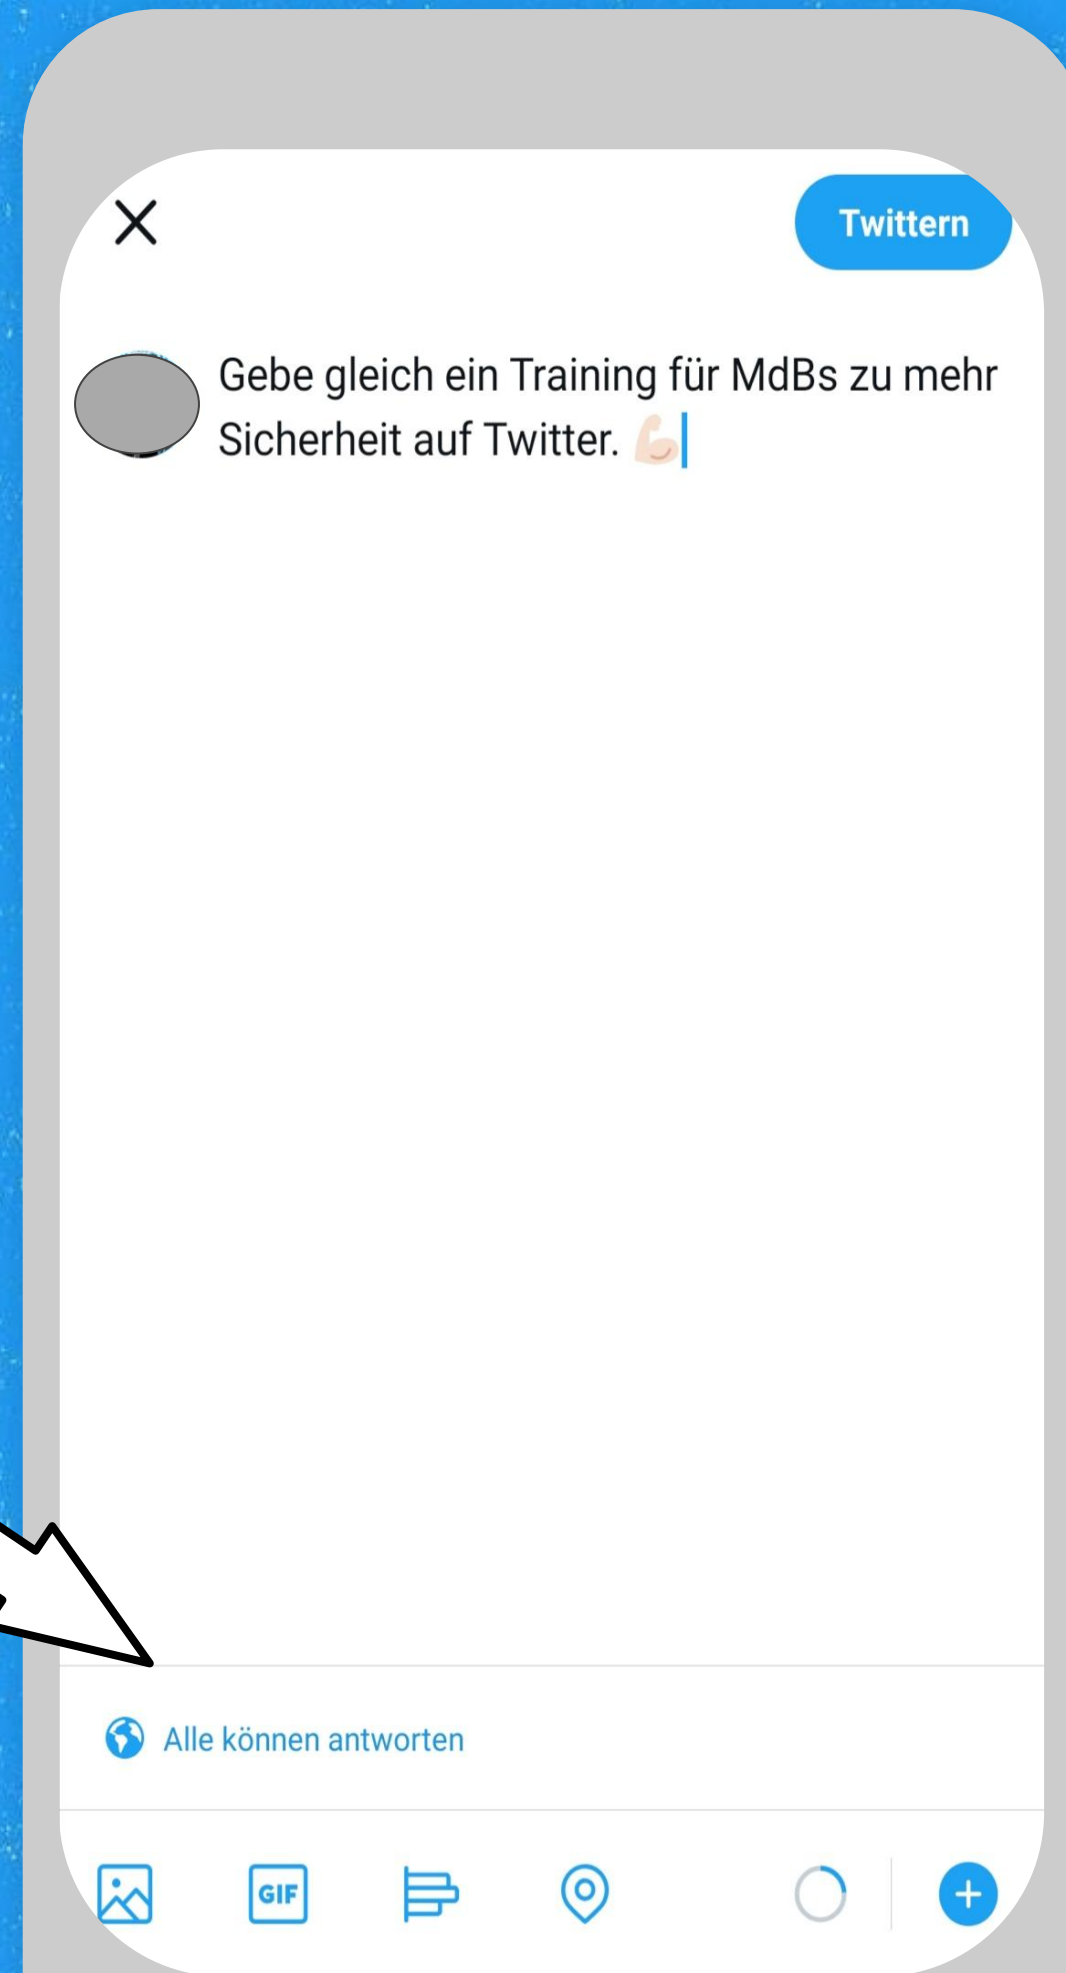 Twittern
Gebe gleich ein Training für MdBs zu mehr
Sicherheit auf Twitter. 💪🏻
Alle können antworten
GIF